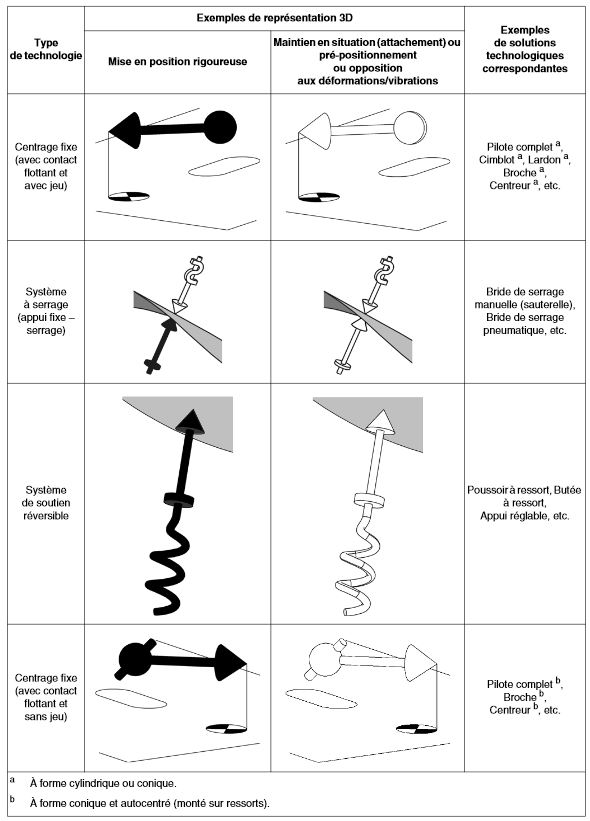 Type
de technologie
Exemples de représentation 3D
Exemples
de solutions
technologiques
correspondantes
Mise en position rigoureuse
Maintien en situation (attachement) ou
pré-positionnement
ou opposition
aux déformations/vibrations
Centrage fixe
(avec contact
flottant et
avec jeu)
Pilote complet a,
Cimblot a, Lardon a,
Broche a,
Centreur a, etc.
Système
à serrage
(appui fixe –
serrage)
Bride de serrage
manuelle (sauterelle),
Bride de serrage
pneumatique, etc.
Système
de soutien
réversible
Poussoir à ressort, Butée
à ressort,
Appui réglable, etc.
Centrage fixe
(avec contact
flottant et
sans jeu)
Pilote complet b,
Broche b,
Centreur b, etc.
a À forme cylindrique ou conique.
b À forme conique et autocentré (monté sur ressorts).